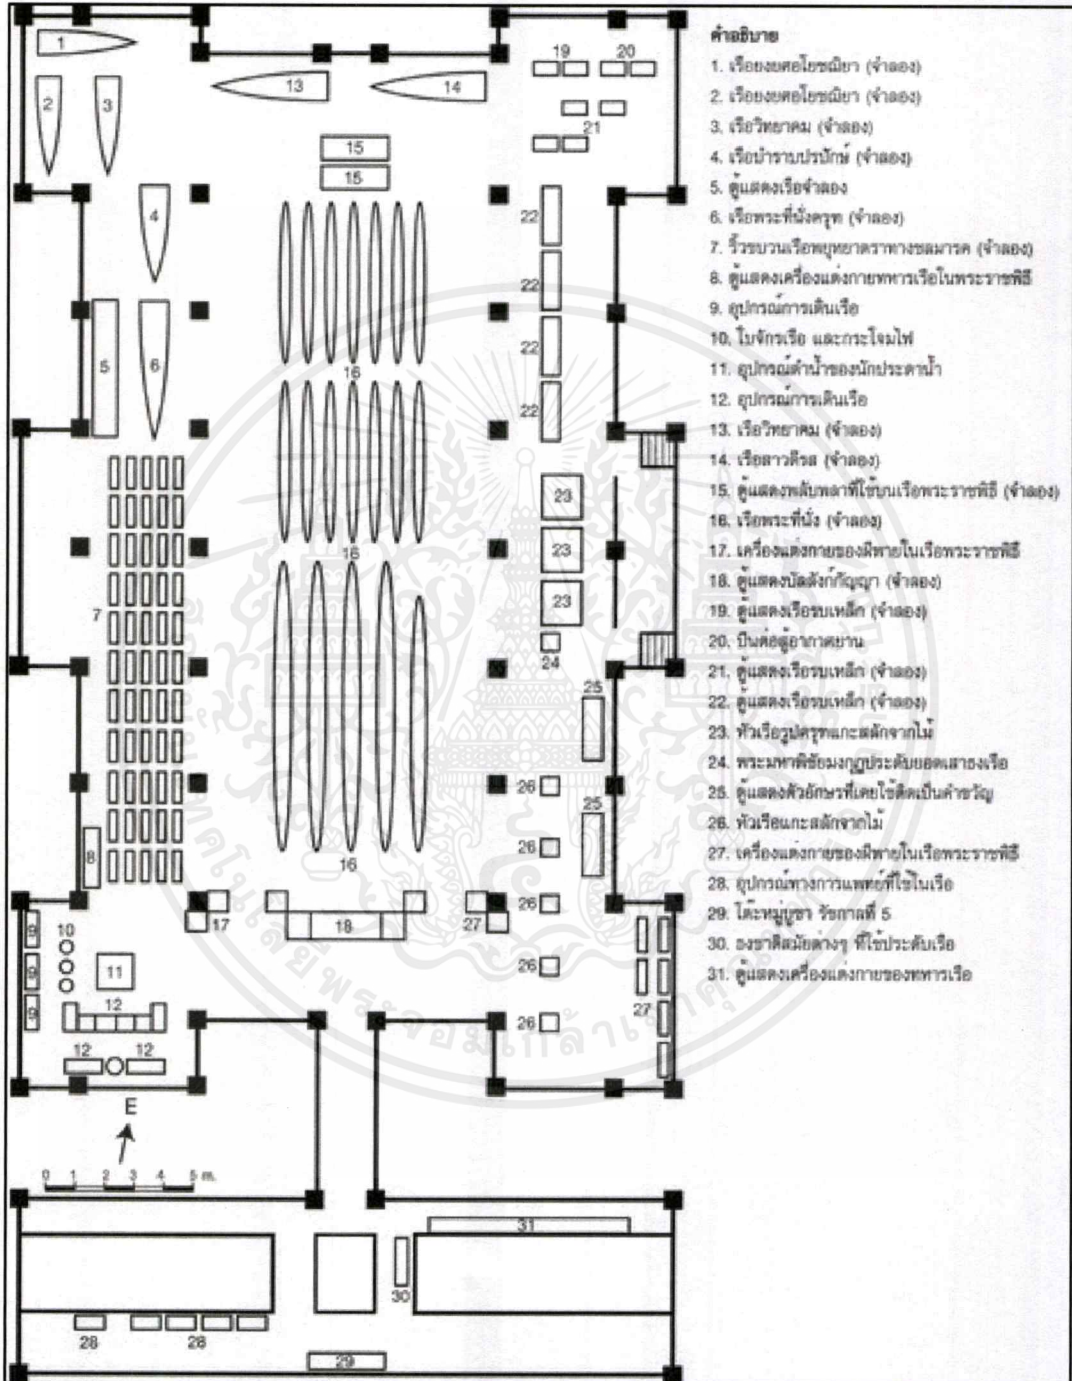 คำอธิบาย
1. เรือยงยศอโยชฌิยา (จำลอง)
2. เรือยงยศอโยชฌิยา (จำลอง)
3. เรือวิทยาคม (จำลอง)
4. เรือปำราบปรปักษ์ (จำลอง)
5. ตู้แสดงเรือจำลอง
6. เรือพระที่นั่งครุฑ (จำลอง)
7. ริ้วขบวนเรือพยุหยาตราทางชลมารค (จำลอง)
8. ตู้แสดงเครื่องแต่งกายทหารเรือในพระราชพิธี
9. อุปกรณ์การเดินเรือ
10. ใบจักรเรือ และกระโจมไฟ
11. อุปกรณ์ดำน้ำของนักประดาน้ำ
12. อุปกรณ์การเดินเรือ
13. เรือวิทยาคม (จำลอง)
14. เรือสาวคีรส (จำลอง)
15. ตู้แสดงพลับพลาที่ใช้บนเรือพระราชพิธี (จำลอง)
16. เรือพระที่นั่ง (จำลอง)
17. เครื่องแต่งกายของฝีพายในเรือพระราชพิธี
18. ตู้แสดงบัลลังก์กัญญา (จำลอง)
19. ตู้แสดงเรือรบเหล็ก (จำลอง)
20. ปืนต่อสู้อากาศยาน
21. ตู้แสดงเรือรบเหล็ก (จำลอง)
22. ตู้แสดงเรือรบเหล็ก (จำลอง)
23. หัวเรือรูปครุฑแกะสลักจากไม้
24. พระมหาพิชัยมงกุฎประดับยอดเสาธงเรือ
25. ตู้แสดงตัวอักษรที่เคยใช้ติดเป็นคำขวัญ
26. หัวเรือแกะสลักจากไม้
27. เครื่องแต่งกายของฝีพายในเรือพระราชพิธี
28. อุปกรณ์ทางการแพทย์ที่ใช้ในเรือ
29. โต๊ะหมู่บูชา รัชกาลที่ 5
30. ธงชาติสมัยต่างๆ ที่ใช้ประดับเรือ
31. ตู้แสดงเครื่องแต่งกายของทหารเรือ
1
2 3
13 14
19 20
21
15
15
4
22
22
22
22
5 6
16
16
23
23
23
24
7
25
25
26
26
26
26
26
8
16
17
18
27
9
9
9
10
11
12
12 12
27
E
0 1 2 3 4 5 m.
31
30
28 28
29